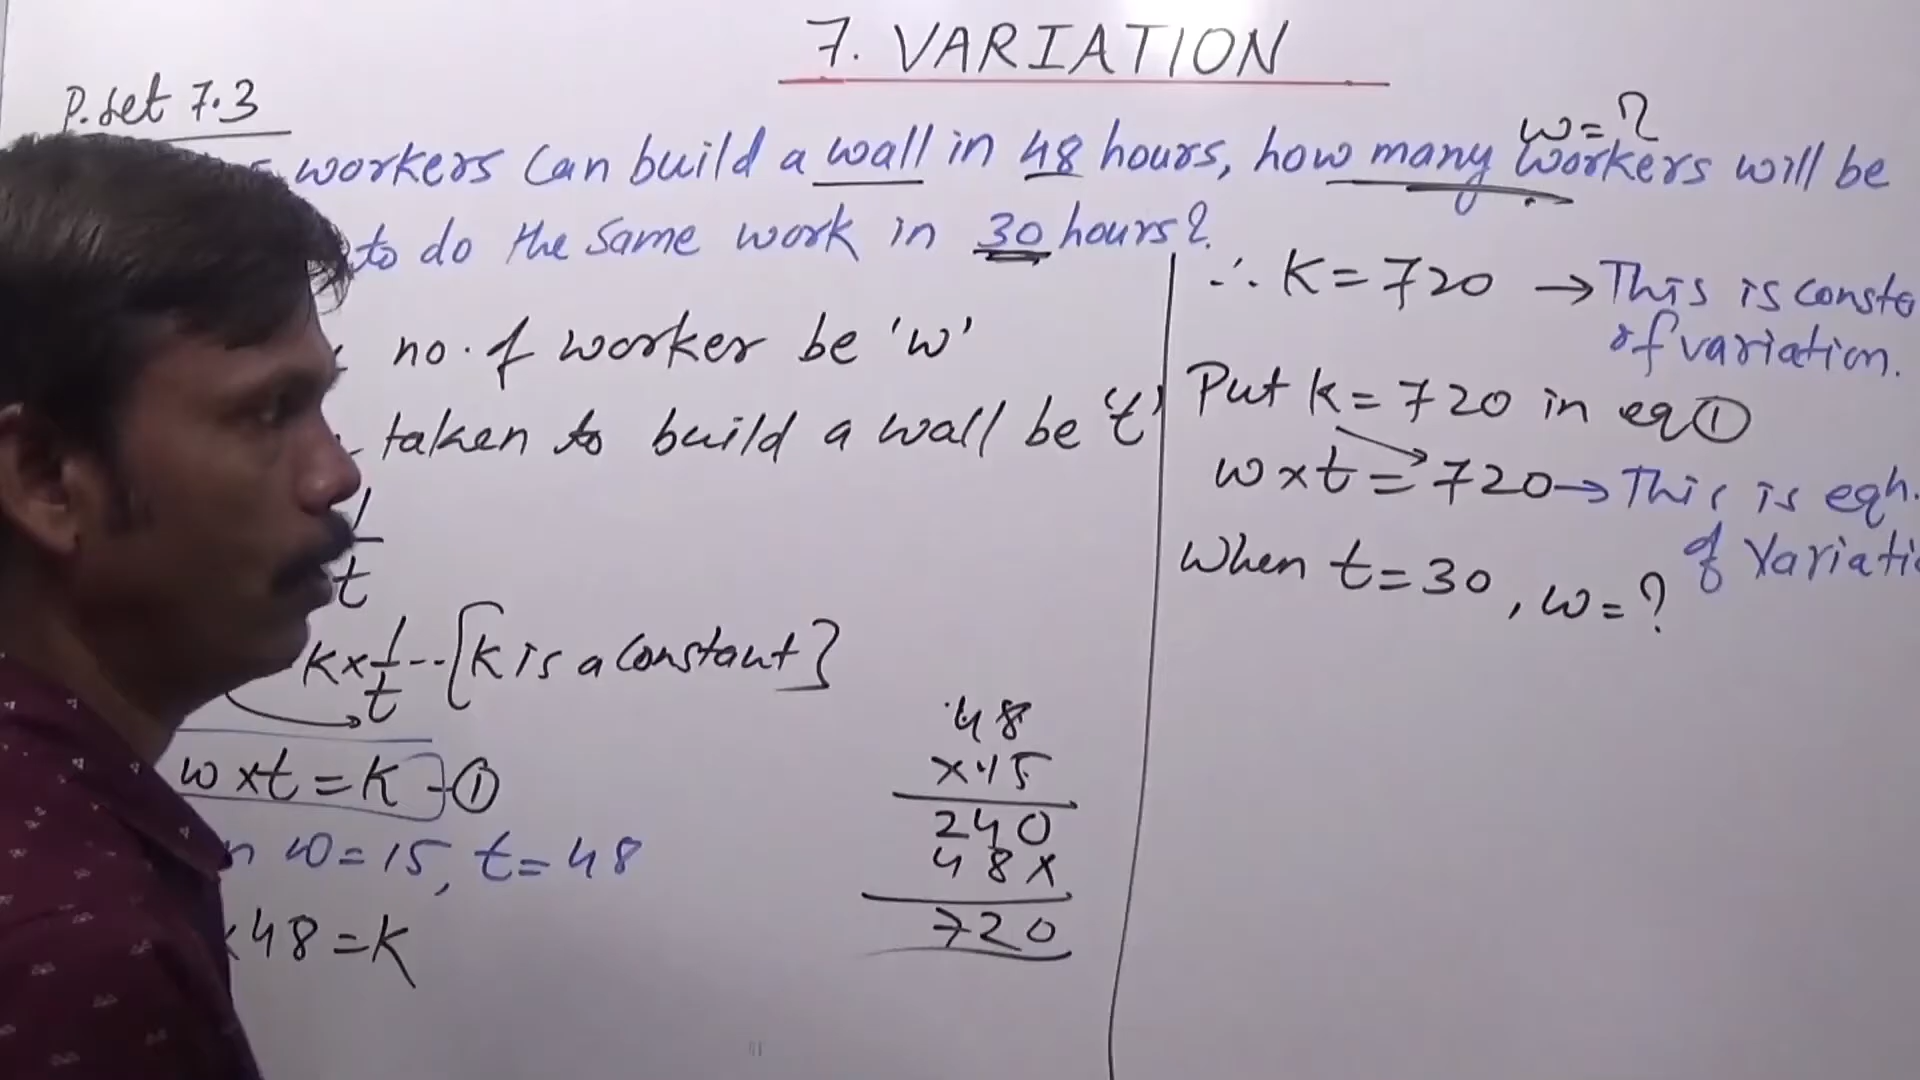 7. VARIATION
P. Set 7.3
w = ?
workers can build a wall in 48 hours, how many workers will be
to do the same work in 30 hours?
no. of worker be 'w'
taken to build a wall be 't'
1
t
k × 1/t -- [K is a constant]
w × t = K - ①
w = 15, t = 48
× 48 = K
48
× 15
240
48×
720
∴ K = 720 → This is
of variation.
Put k = 720 in eq ①
w × t = 720 → This is eqn.
of
When t = 30, w = ?